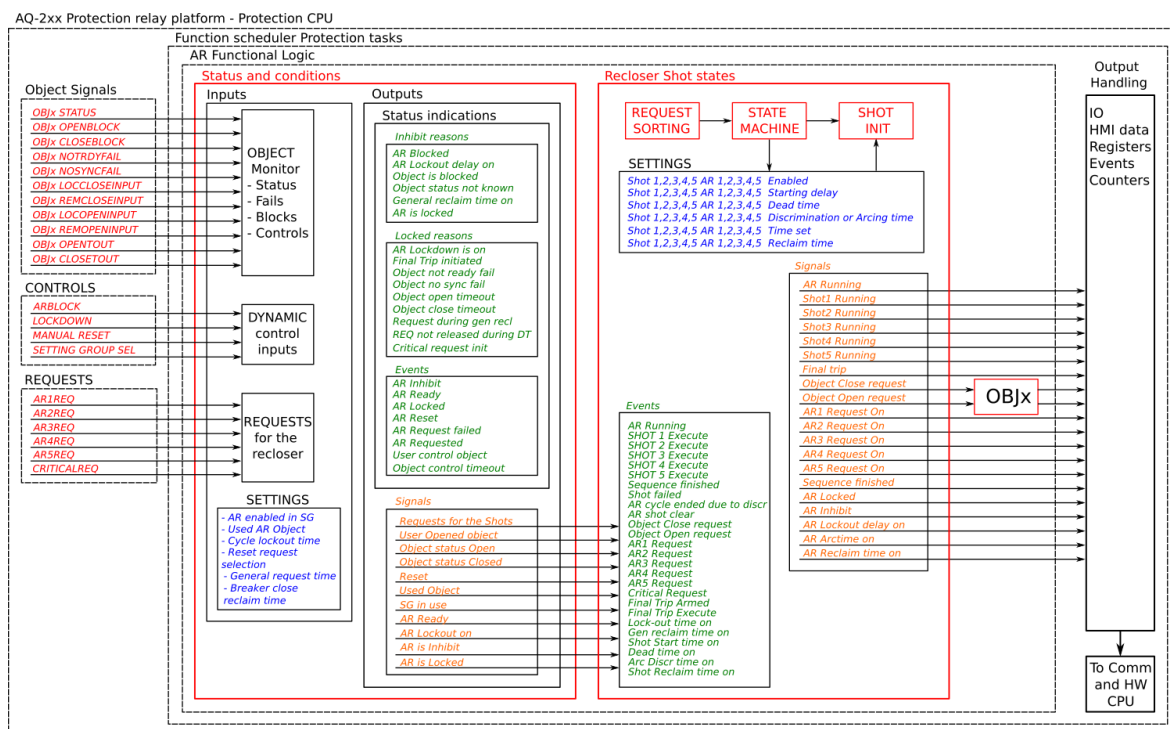 AQ-2xx Protection relay platform - Protection CPU
Function scheduler Protection tasks
AR Functional Logic
Object Signals
OBJx STATUS
OBJx OPENBLOCK
OBJx CLOSEBLOCK
OBJx NOTRDYFAIL
OBJx NOSYNCFAIL
OBJx LOCCLOSEINPUT
OBJx REMCLOSEINPUT
OBJx LOCOPENINPUT
OBJx REMOPENINPUT
OBJx OPENTOUT
OBJx CLOSETOUT
CONTROLS
ARBLOCK
LOCKDOWN
MANUAL RESET
SETTING GROUP SEL
REQUESTS
AR1REQ
AR2REQ
AR3REQ
AR4REQ
AR5REQ
CRITICALREQ
Status and conditions
Inputs
OBJECT
Monitor
- Status
- Fails
- Blocks
- Controls
DYNAMIC
control
inputs
REQUESTS
for the
recloser
SETTINGS
- AR enabled in SG
- Used AR Object
- Cycle lockout time
- Reset request
selection
- General request time
- Breaker close
reclaim time
Outputs
Status indications
Inhibit reasons
AR Blocked
AR Lockout delay on
Object is blocked
Object status not known
General reclaim time on
AR is locked
Locked reasons
AR Lockdown is on
Final Trip initiated
Object not ready fail
Object no sync fail
Object open timeout
Object close timeout
Request during gen recl
REQ not released during DT
Critical request init
Events
AR Inhibit
AR Ready
AR Locked
AR Reset
AR Request failed
AR Requested
User control object
Object control timeout
Signals
Requests for the Shots
User Opened object
Object status Open
Object status Closed
Reset
Used Object
SG in use
AR Ready
AR Lockout on
AR is Inhibit
AR is Locked
Recloser Shot states
REQUEST
SORTING
STATE
MACHINE
SHOT
INIT
SETTINGS
Shot 1,2,3,4,5 AR 1,2,3,4,5 Enabled
Shot 1,2,3,4,5 AR 1,2,3,4,5 Starting delay
Shot 1,2,3,4,5 AR 1,2,3,4,5 Dead time
Shot 1,2,3,4,5 AR 1,2,3,4,5 Discrimination or Arcing time
Shot 1,2,3,4,5 AR 1,2,3,4,5 Time set
Shot 1,2,3,4,5 AR 1,2,3,4,5 Reclaim time
Events
AR Running
SHOT 1 Execute
SHOT 2 Execute
SHOT 3 Execute
SHOT 4 Execute
SHOT 5 Execute
Sequence finished
Shot failed
AR cycle ended due to discr
AR shot clear
Object Close request
Object Open request
AR1 Request
AR2 Request
AR3 Request
AR4 Request
AR5 Request
Critical Request
Final Trip Armed
Final Trip Execute
Lock-out time on
Gen reclaim time on
Shot Start time on
Dead time on
Arc Discr time on
Shot Reclaim time on
Signals
AR Running
Shot1 Running
Shot2 Running
Shot3 Running
Shot4 Running
Shot5 Running
Final trip
Object Close request
Object Open request
AR1 Request On
AR2 Request On
AR3 Request On
AR4 Request On
AR5 Request On
Sequence finished
AR Locked
AR Inhibit
AR Lockout delay on
AR Arctime on
AR Reclaim time on
OBJx
Output
Handling
IO
HMI data
Registers
Events
Counters
To Comm
and HW
CPU